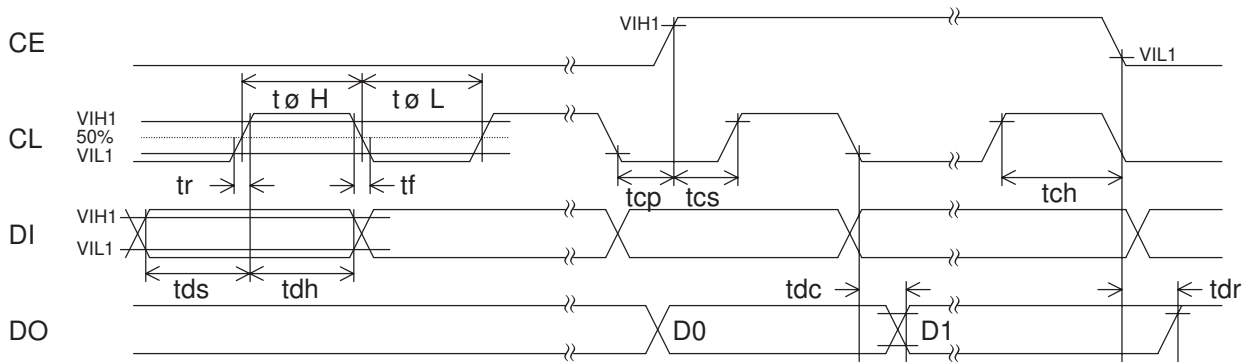 CE
VIH1
VIL1
tø H
tø L
CL
VIH1
50%
VIL1
tr
tf
tcp
tcs
tch
DI
VIH1
VIL1
tds
tdh
tdc
tdr
DO
D0
D1